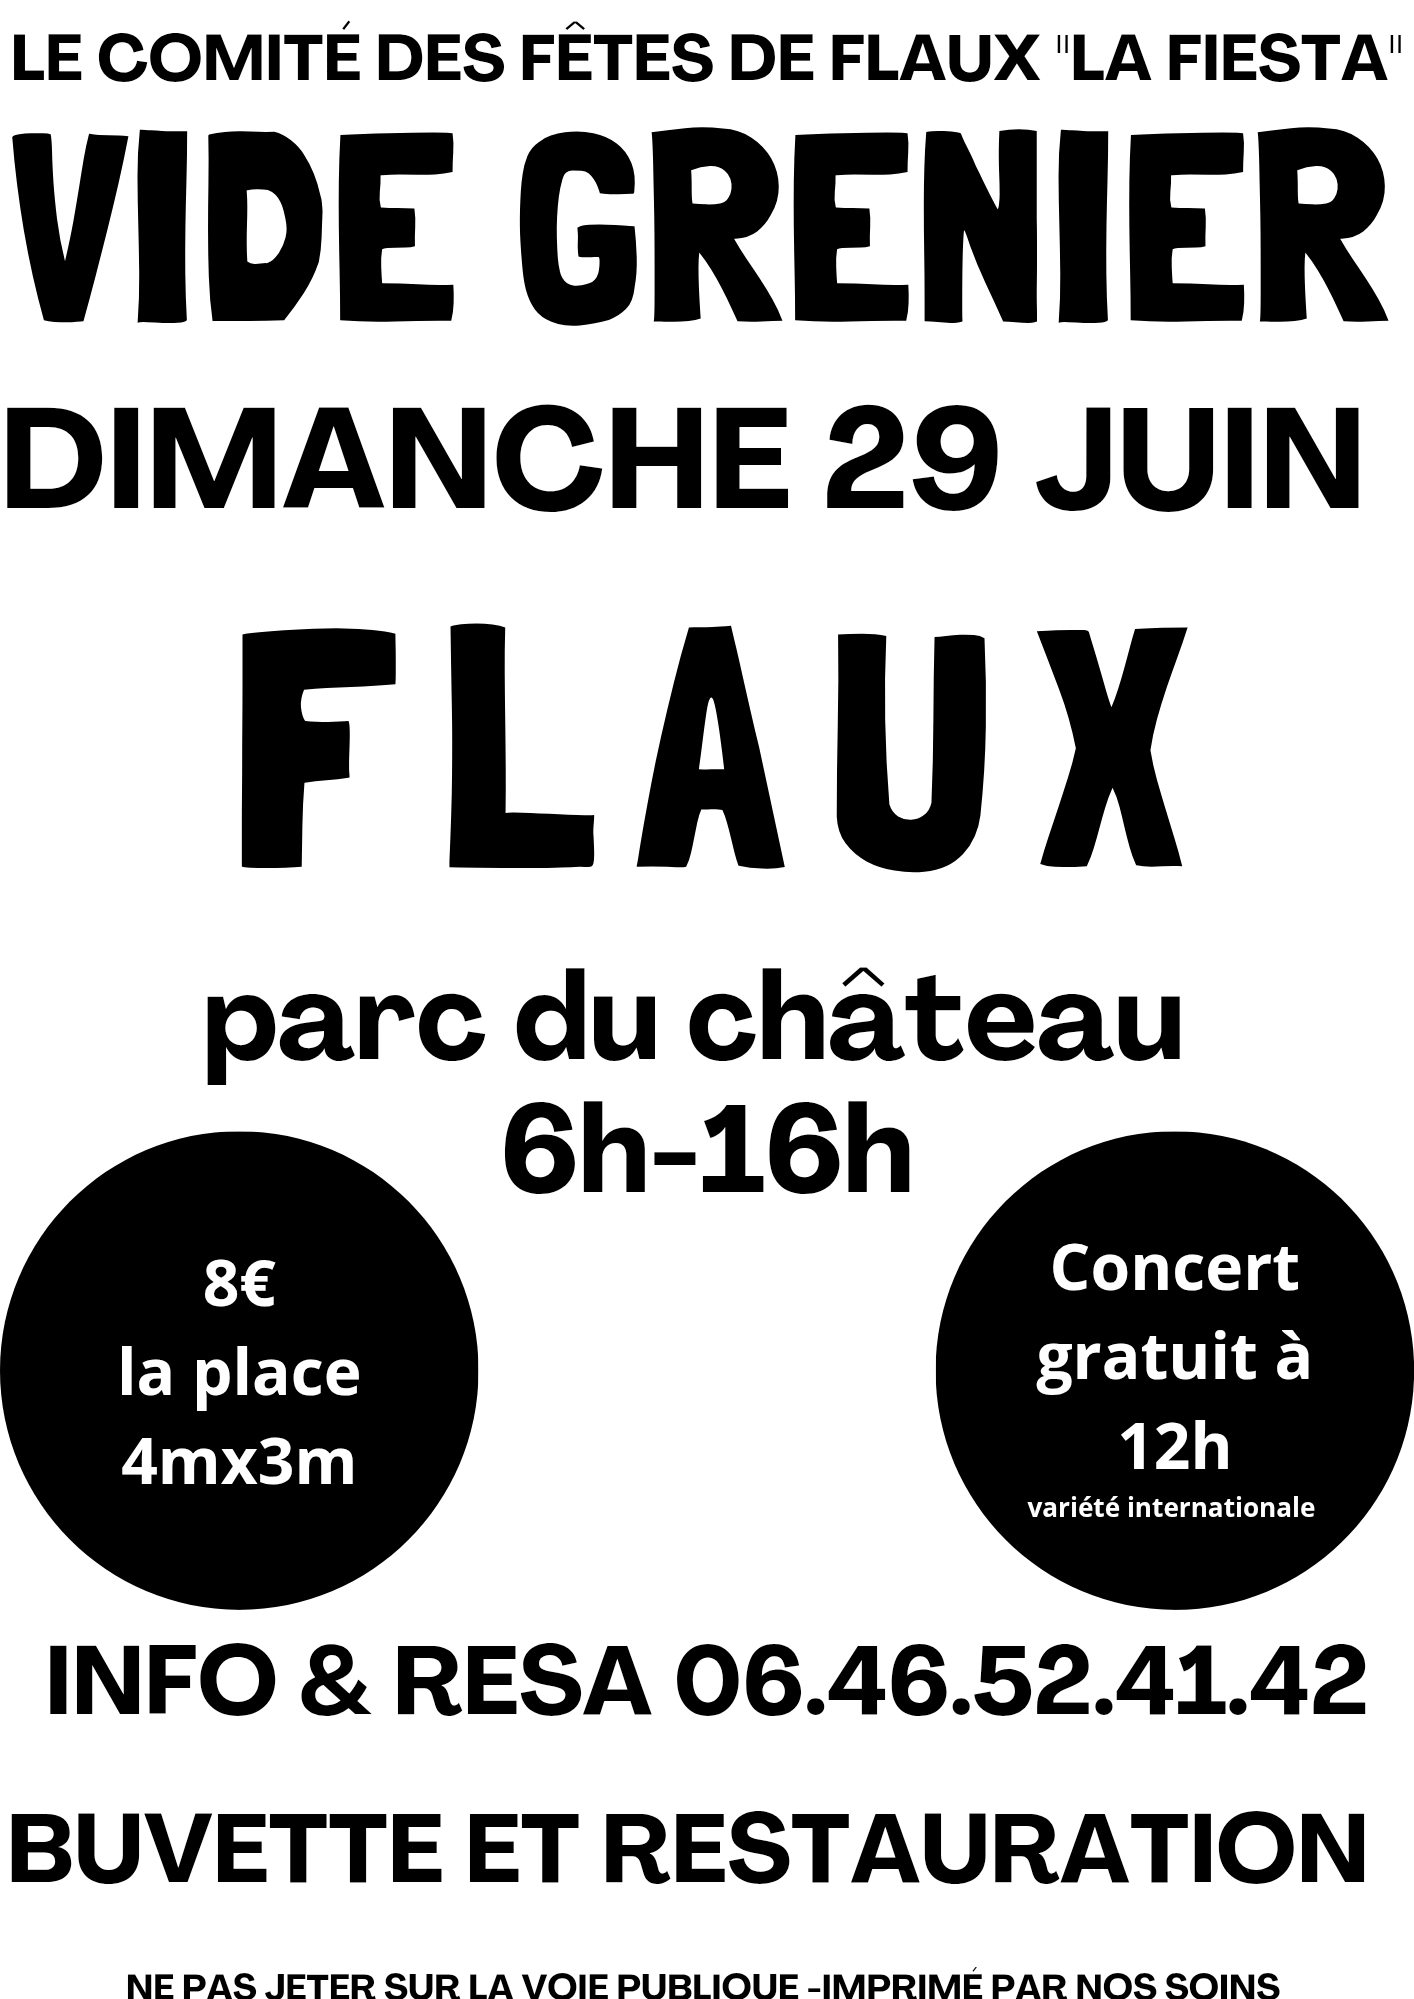 LE COMITÉ DES FÊTES DE FLAUX "LA FIESTA"
VIDE GRENIER
DIMANCHE 29 JUIN
FLAUX
parc du château
6h-16h
8€
la place
4mx3m
Concert
gratuit à
12h
variété internationale
INFO & RESA 06.46.52.41.42
BUVETTE ET RESTAURATION
NE PAS JETER SUR LA VOIE PUBLIQUE -IMPRIMÉ PAR NOS SOINS